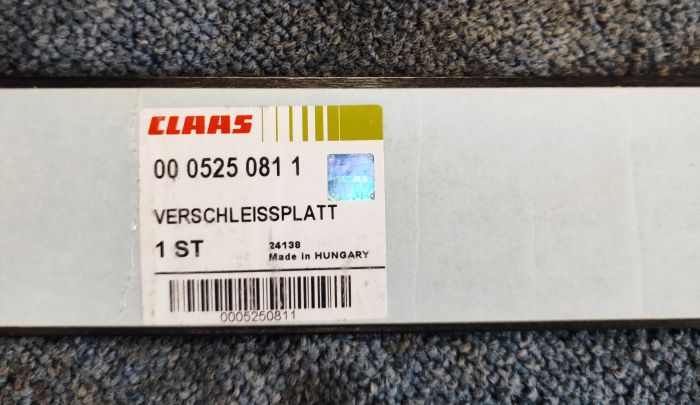 CLAAS
00 0525 081 1
VERSCHLEISSPLATT
1 ST
24138
Made in HUNGARY
0005250811